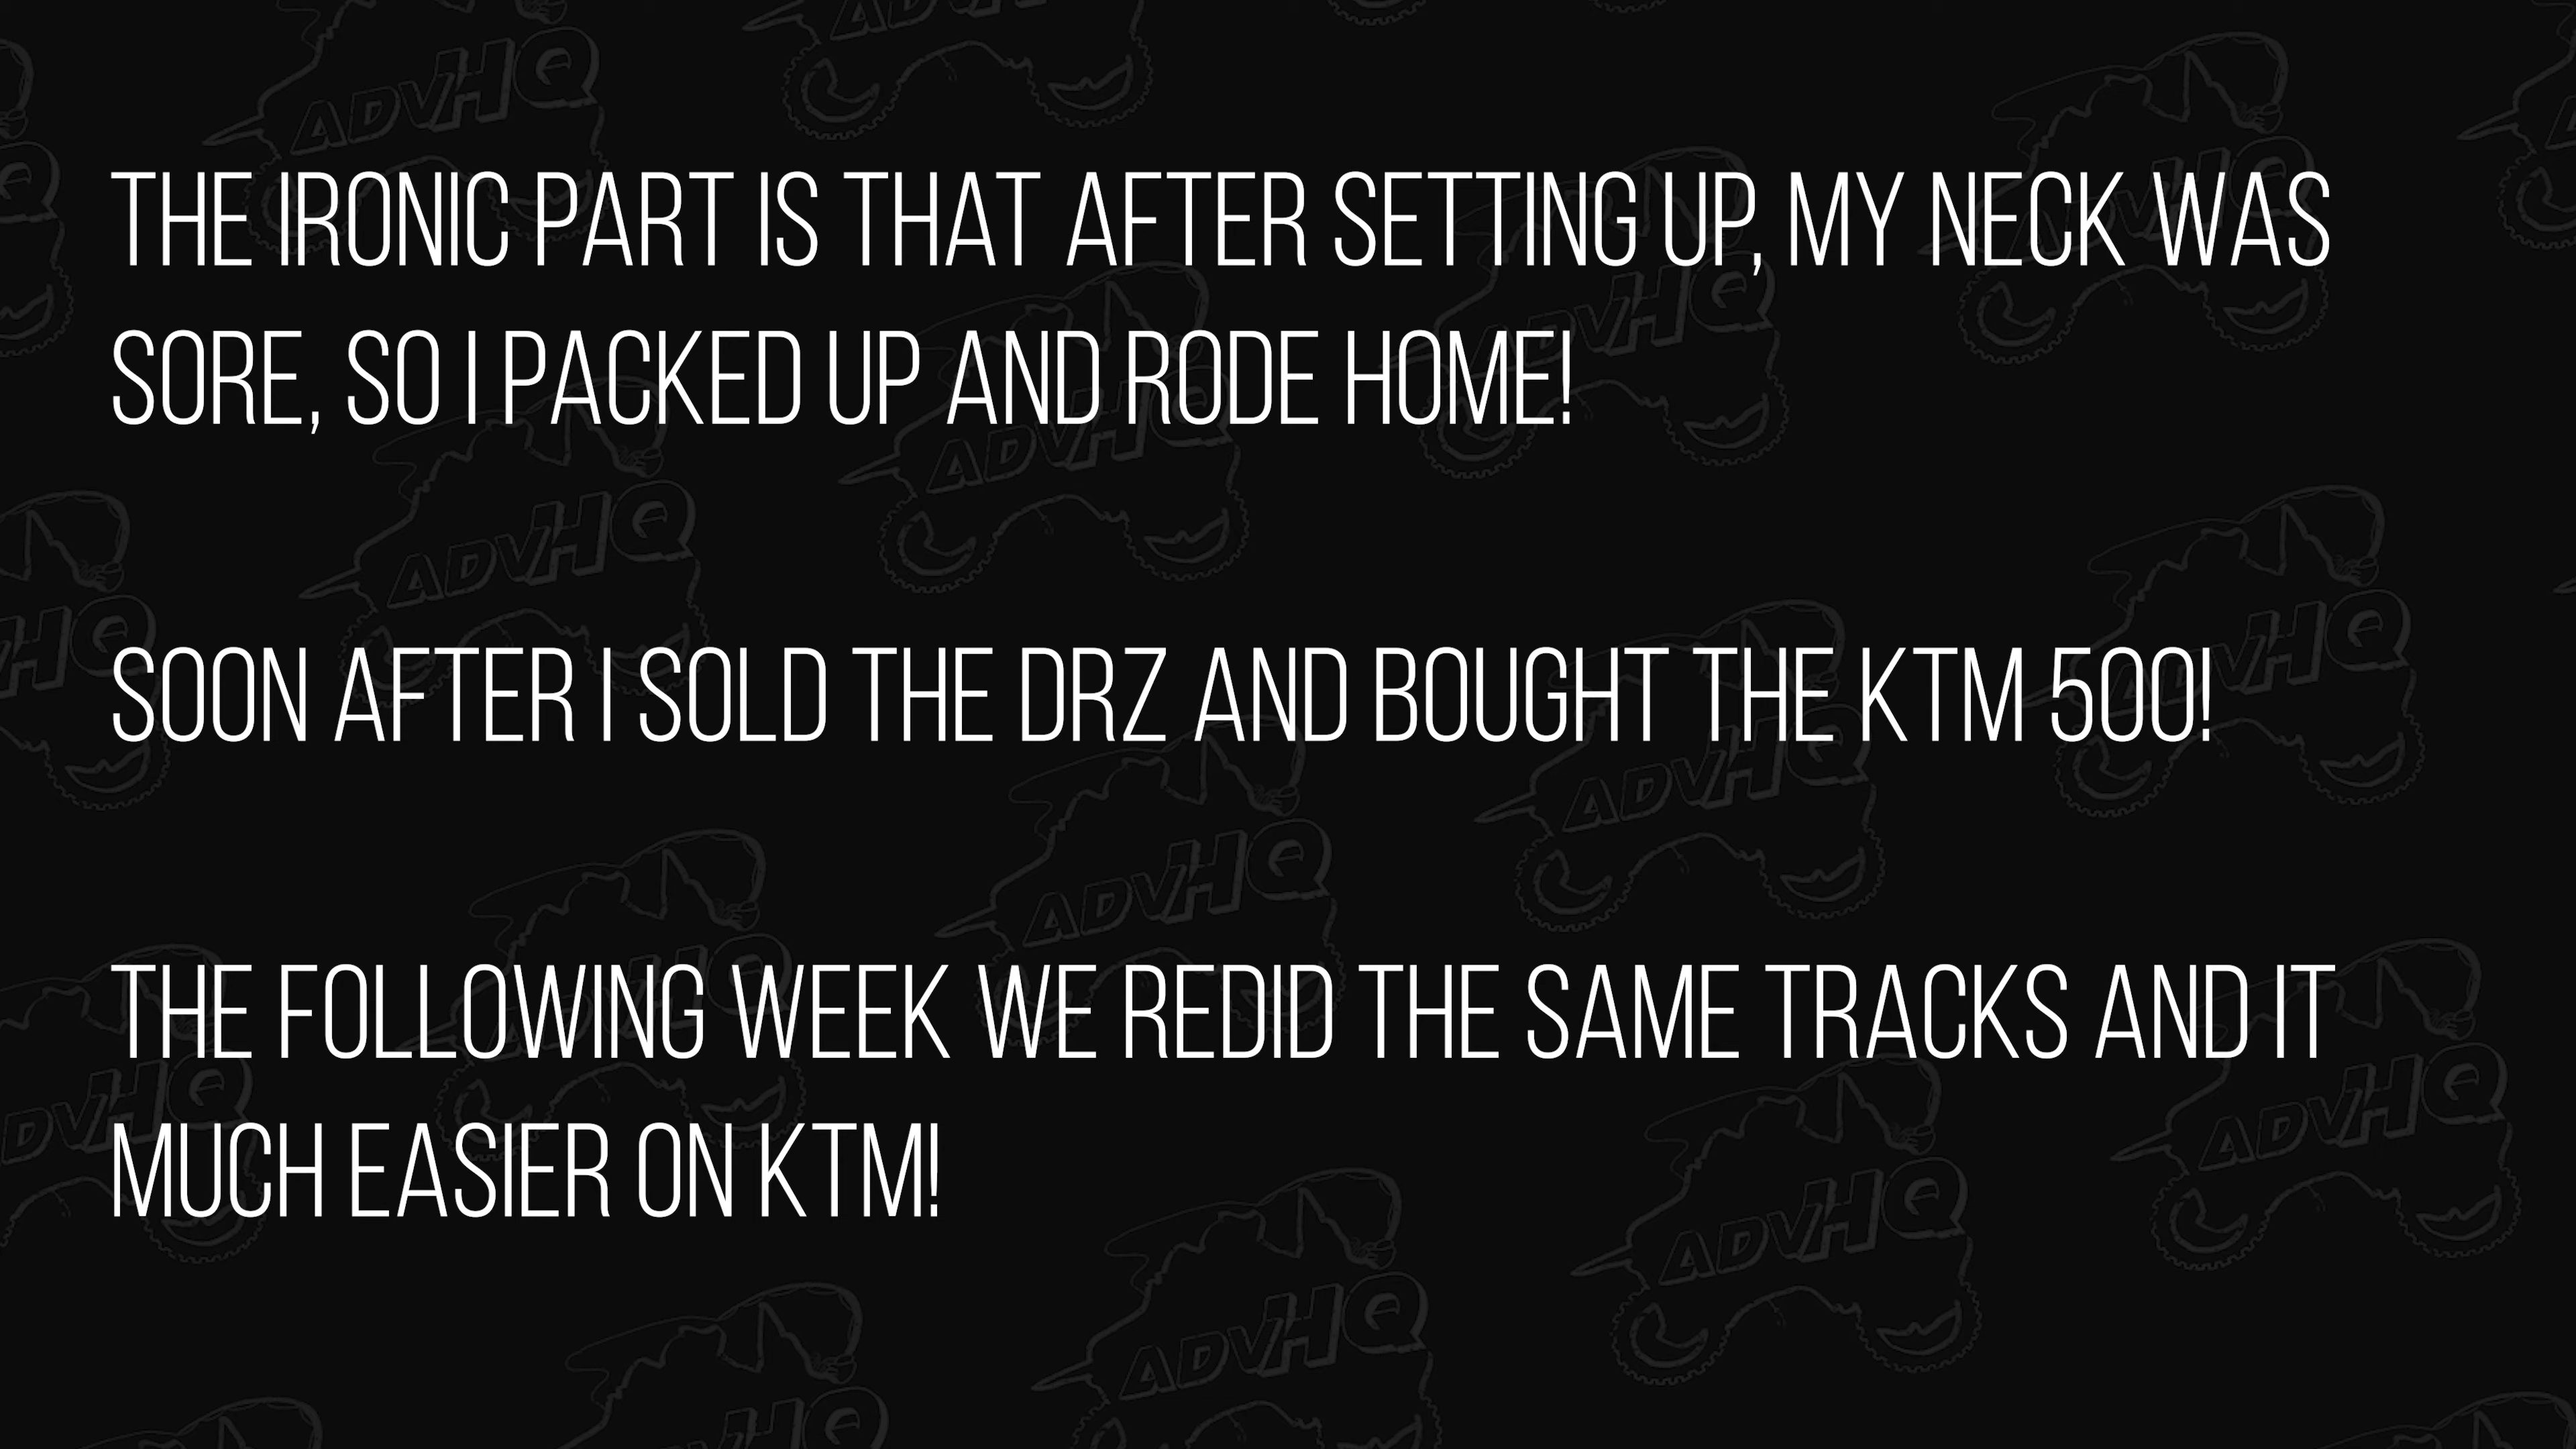 THE IRONIC PART IS THAT AFTER SETTING UP, MY NECK WAS
SORE, SO I PACKED UP AND RODE HOME!
SOON AFTER I SOLD THE DRZ AND BOUGHT THE KTM 500!
THE FOLLOWING WEEK WE REDID THE SAME TRACKS AND IT
MUCH EASIER ON KTM!